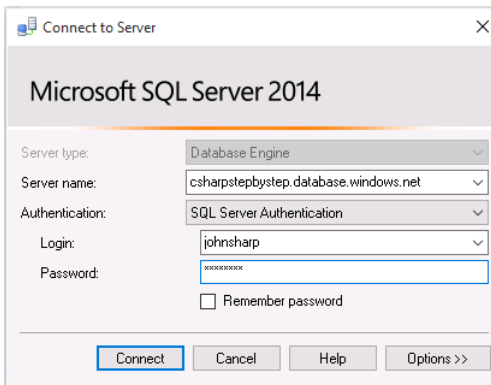 Connect to Server
Microsoft SQL Server 2014
Server type: Database Engine
Server name: csharpstepbystep.database.windows.net
Authentication: SQL Server Authentication
Login: johnsharp
Password: ********
Remember password
Connect Cancel Help Options >>